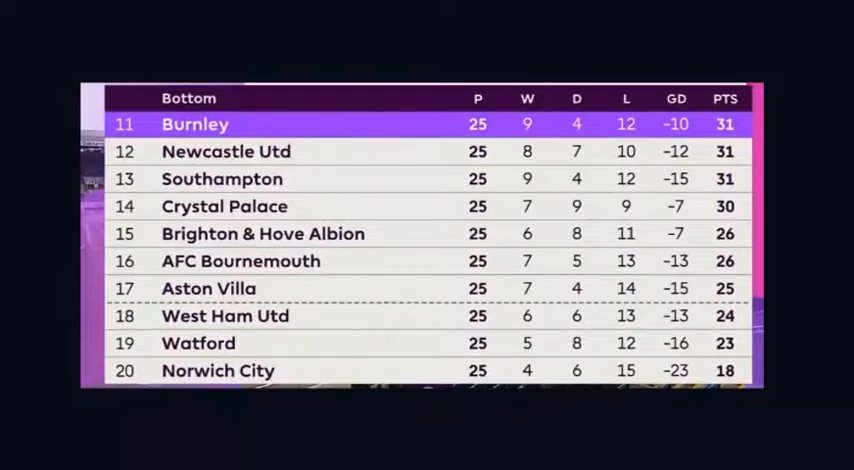 Bottom P W D L GD PTS
11 Burnley 25 9 4 12 -10 31
12 Newcastle Utd 25 8 7 10 -12 31
13 Southampton 25 9 4 12 -15 31
14 Crystal Palace 25 7 9 9 -7 30
15 Brighton & Hove Albion 25 6 8 11 -7 26
16 AFC Bournemouth 25 7 5 13 -13 26
17 Aston Villa 25 7 4 14 -15 25
18 West Ham Utd 25 6 6 13 -13 24
19 Watford 25 5 8 12 -16 23
20 Norwich City 25 4 6 15 -23 18